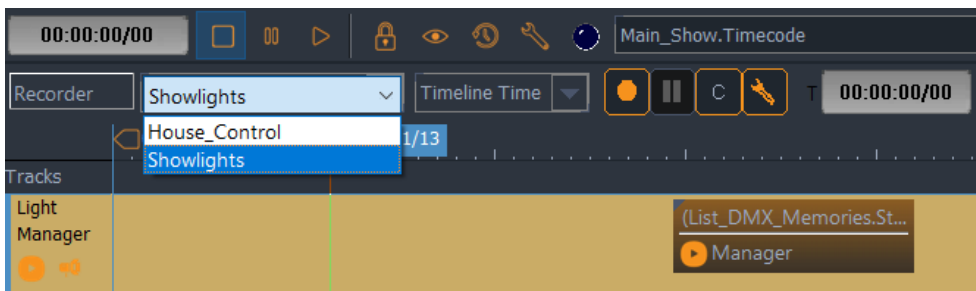 00:00:00/00
Main_Show.Timecode
Recorder
Showlights
Timeline Time
C
T
00:00:00/00
House_Control
Showlights
1/13
Tracks
Light
Manager
(List_DMX_Memories.St...
Manager